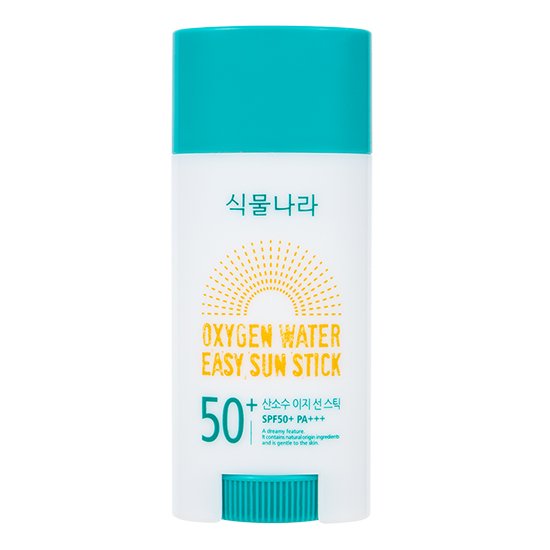 식물나라
OXYGEN WATER
EASY SUN STICK
50+
산소수 이지 선 스틱
SPF50+ PA+++
A dreamy feature.
It contains natural origin ingredients
and is gentle to the skin.